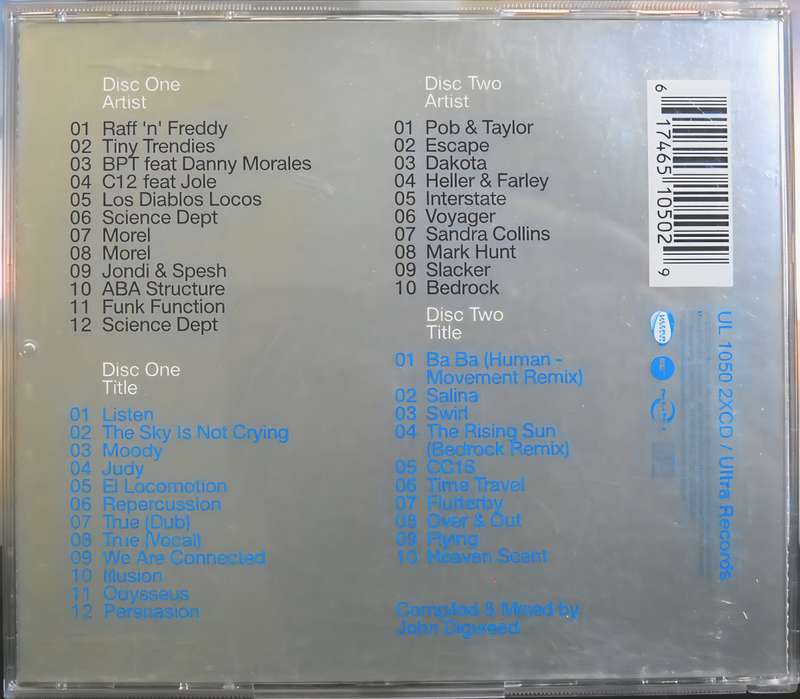 Disc One
Artist
01 Raff 'n' Freddy
02 Tiny Trendies
03 BPT feat Danny Morales
04 C12 feat Jole
05 Los Diablos Locos
06 Science Dept
07 Morel
08 Morel
09 Jondi & Spesh
10 ABA Structure
11 Funk Function
12 Science Dept
Disc One
Title
01 Listen
02 The Sky Is Not Crying
03 Moody
04 Judy
05 El Locomotion
06 Repercussion
07 True (Dub)
08 True (Vocal)
09 We Are Connected
10 Illusion
11 Odysseus
12 Persuasion
Disc Two
Artist
01 Pob & Taylor
02 Escape
03 Dakota
04 Heller & Farley
05 Interstate
06 Voyager
07 Sandra Collins
08 Mark Hunt
09 Slacker
10 Bedrock
Disc Two
Title
01 Ba Ba (Human -
Movement Remix)
02 Salina
03 Swirl
04 The Rising Sun
(Bedrock Remix)
05 CC16
06 Time Travel
07 Flutterby
08 Over & Out
09 Flying
10 Heaven Scent
Compiled & Mixed by
John Digweed
6 17465 10502 9
UL 1050 2XCD / Ultra Records